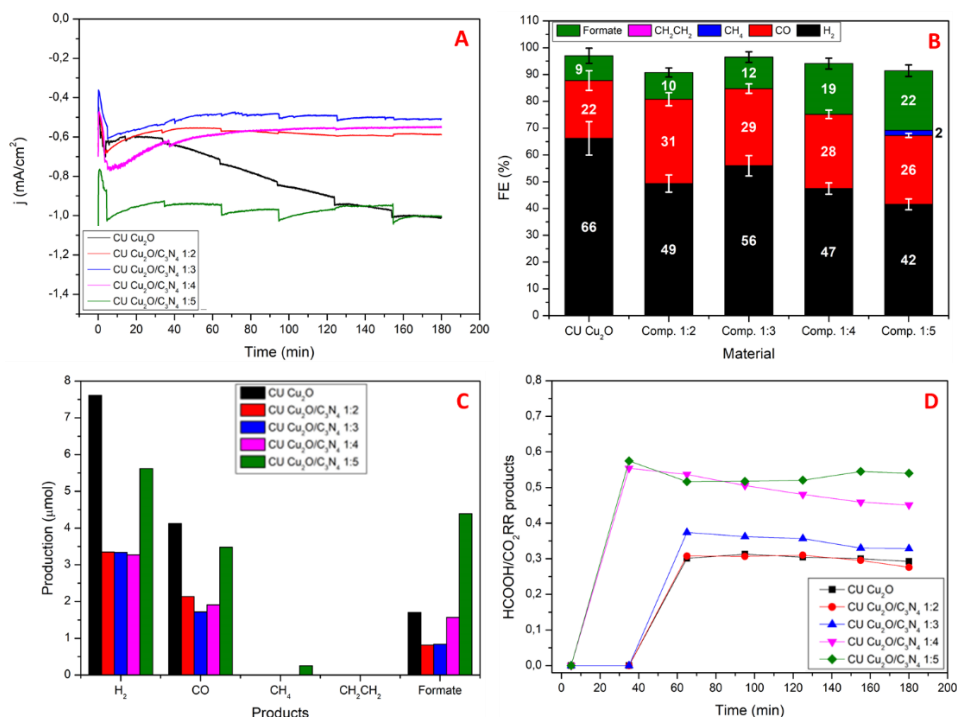 A
0,0
-0,2
-0,4
-0,6
-0,8
-1,0
-1,2
-1,4
j (mA/cm²)
CU Cu₂O
CU Cu₂O/C₃N₄ 1:2
CU Cu₂O/C₃N₄ 1:3
CU Cu₂O/C₃N₄ 1:4
CU Cu₂O/C₃N₄ 1:5
-20 0 20 40 60 80 100 120 140 160 180 200
Time (min)
B
Formate CH₂CH₂ CH₄ CO H₂
110
100
90
80
70
60
50
40
30
20
10
0
FE (%)
9 10 12 19 22
2
22 31 29 28 26
66 49 56 47 42
CU Cu₂O Comp. 1:2 Comp. 1:3 Comp. 1:4 Comp. 1:5
Material
C
8
7
6
5
4
3
2
1
0
Production (μmol)
CU Cu₂O
CU Cu₂O/C₃N₄ 1:2
CU Cu₂O/C₃N₄ 1:3
CU Cu₂O/C₃N₄ 1:4
CU Cu₂O/C₃N₄ 1:5
H₂ CO CH₄ CH₂CH₂ Formate
Products
D
0,8
0,7
0,6
0,5
0,4
0,3
0,2
0,1
0,0
HCOOH/CO₂RR products
CU Cu₂O
CU Cu₂O/C₃N₄ 1:2
CU Cu₂O/C₃N₄ 1:3
CU Cu₂O/C₃N₄ 1:4
CU Cu₂O/C₃N₄ 1:5
0 20 40 60 80 100 120 140 160 180 200
Time (min)